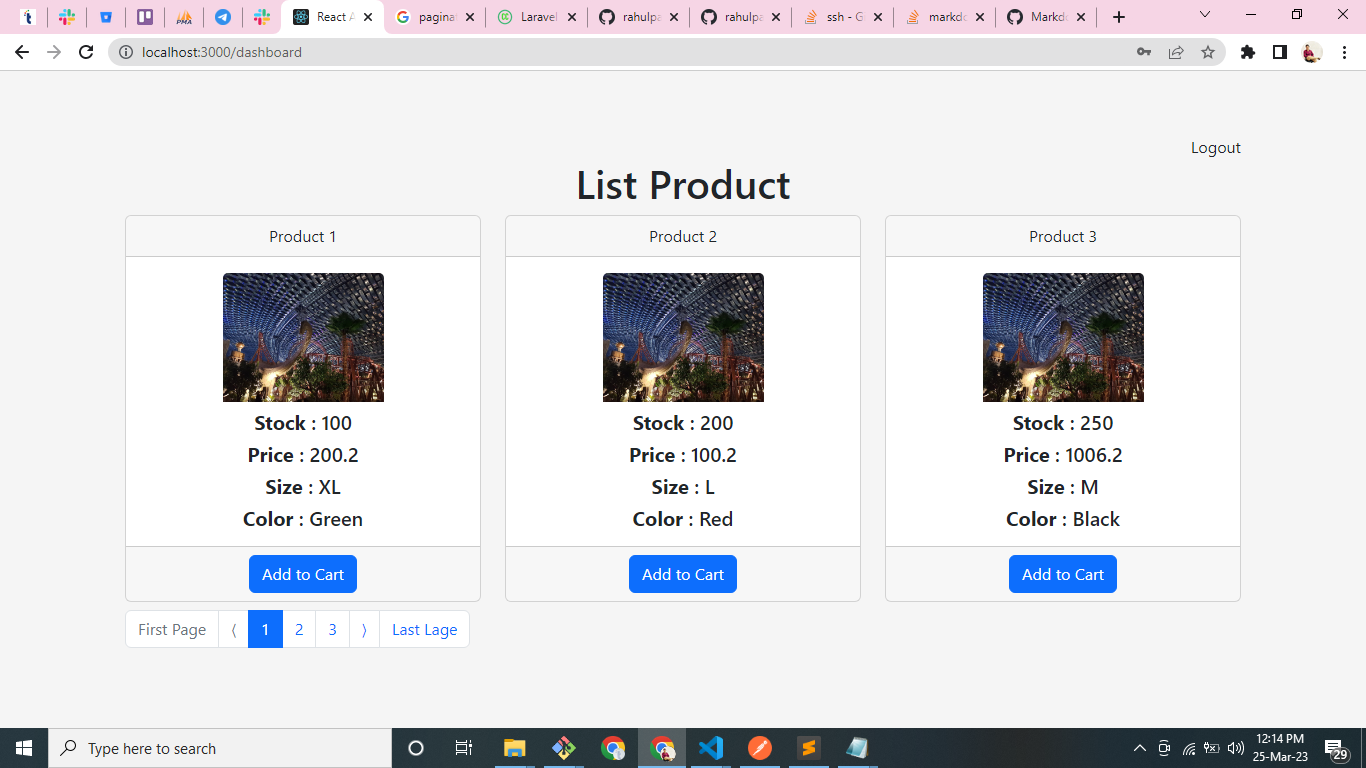 React A
pagina
Laravel
rahulpa
rahulpa
ssh - G
markdo
Markdo
localhost:3000/dashboard
Logout
List Product
Product 1
Product 2
Product 3
Stock : 100
Price : 200.2
Size : XL
Color : Green
Stock : 200
Price : 100.2
Size : L
Color : Red
Stock : 250
Price : 1006.2
Size : M
Color : Black
Add to Cart
Add to Cart
Add to Cart
First Page ⟨ 1 2 3 ⟩ Last Lage
Type here to search
12:14 PM
25-Mar-23
29